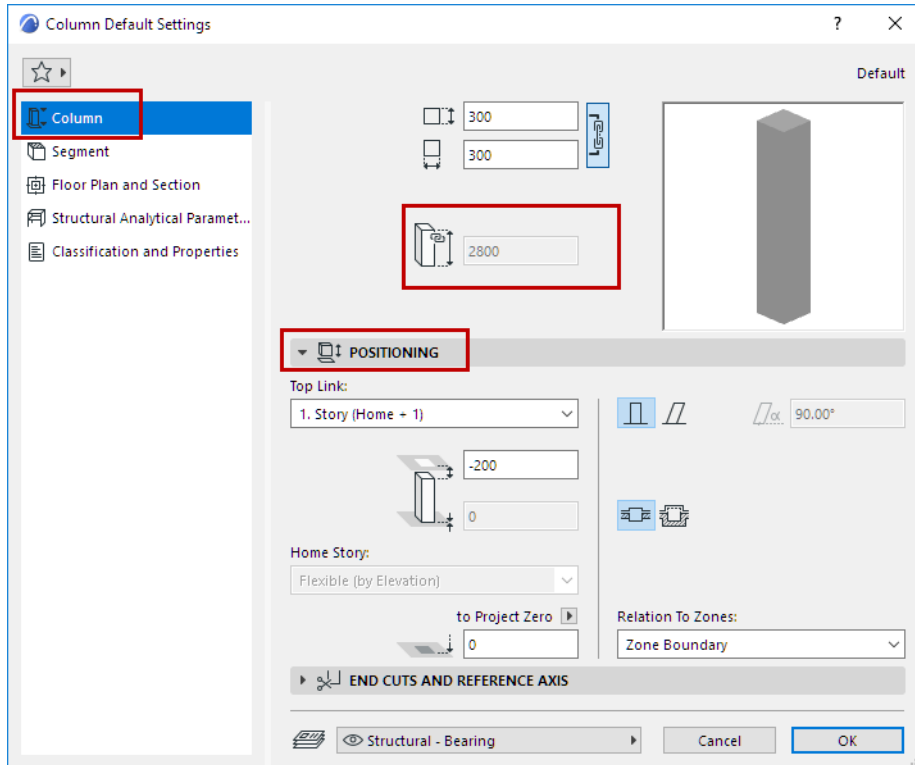 Column Default Settings
?
Default
Column
Segment
Floor Plan and Section
Structural Analytical Paramet...
Classification and Properties
300
300
2800
POSITIONING
Top Link:
1. Story (Home + 1)
α 90.00°
-200
0
Home Story:
Flexible (by Elevation)
to Project Zero
Relation To Zones:
0
Zone Boundary
END CUTS AND REFERENCE AXIS
Structural - Bearing
Cancel
OK